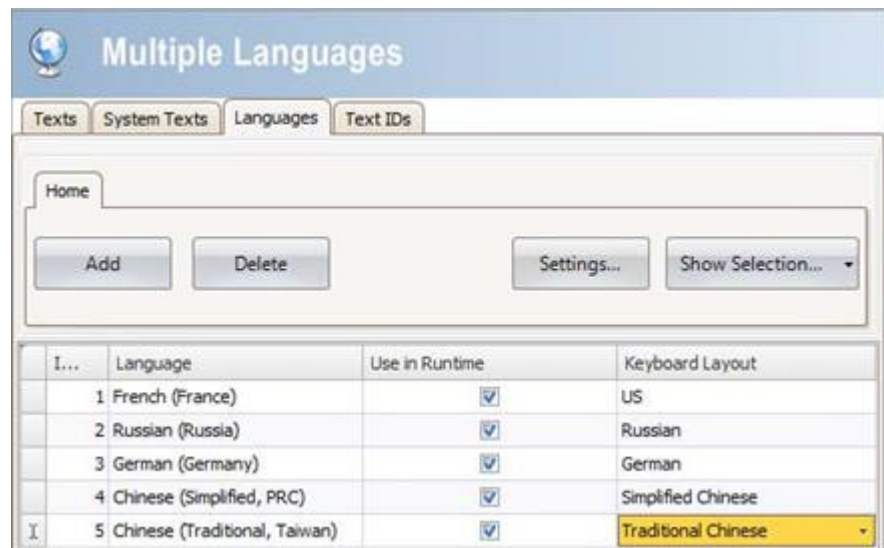 Multiple Languages
Texts System Texts Languages Text IDs
Home
Add Delete Settings... Show Selection...
I... Language Use in Runtime Keyboard Layout
1 French (France) US
2 Russian (Russia) Russian
3 German (Germany) German
4 Chinese (Simplified, PRC) Simplified Chinese
5 Chinese (Traditional, Taiwan) Traditional Chinese